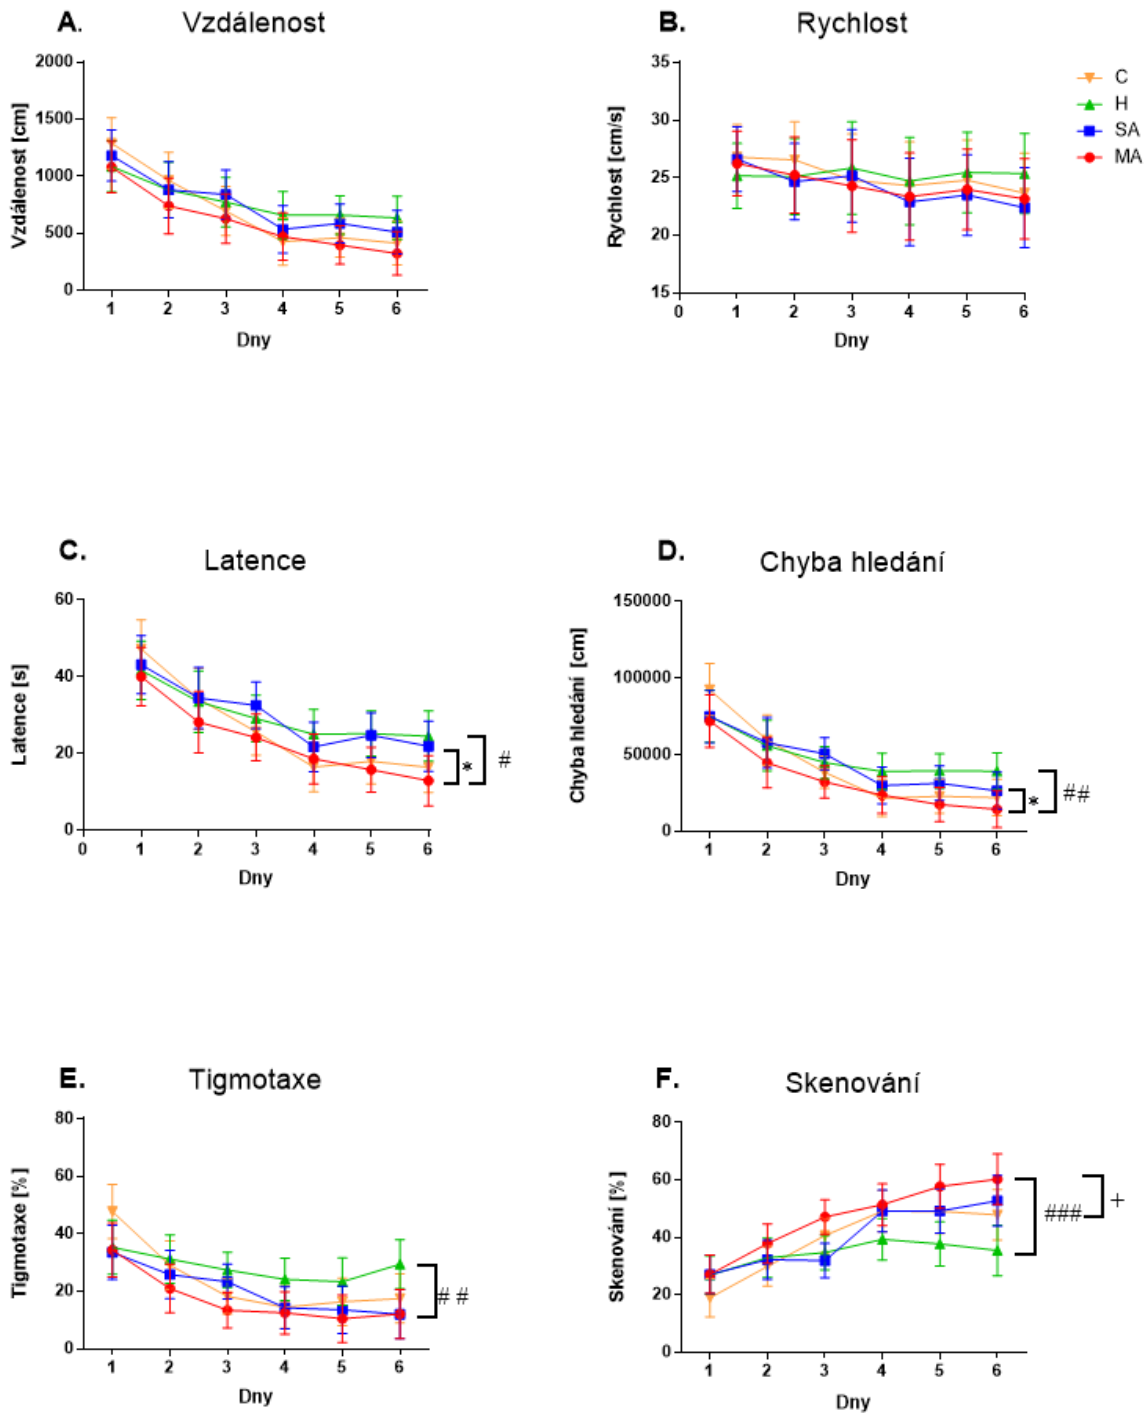 A. Vzdálenost
Vzdálenost [cm]
2000
1500
1000
500
0
1 2 3 4 5 6
Dny
B. Rychlost
Rychlost [cm/s]
35
30
25
20
15
0 1 2 3 4 5 6
Dny
C
H
SA
MA
C. Latence
Latence [s]
60
40
20
0
0 1 2 3 4 5 6
Dny
* #
D. Chyba hledání
Chyba hledání [cm]
150000
100000
50000
0
1 2 3 4 5 6
Dny
* ##
E. Tigmotaxe
Tigmotaxe [%]
80
60
40
20
0
1 2 3 4 5 6
Dny
# #
F. Skenování
Skenování [%]
80
60
40
20
0
1 2 3 4 5 6
Dny
### +